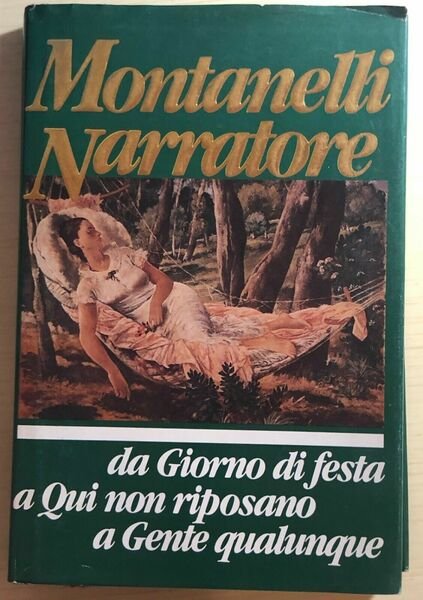 Montanelli
Narratore
da Giorno di festa
a Qui non riposano
a Gente qualunque